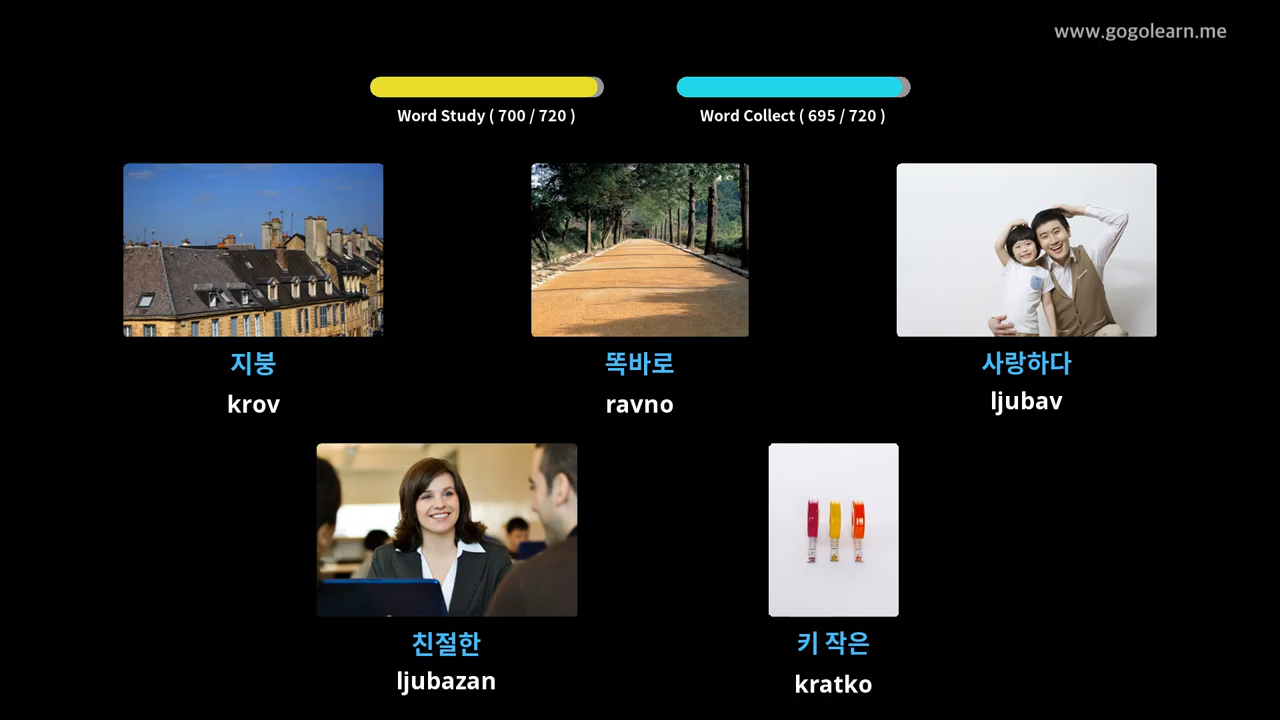 www.gogolearn.me
Word Study ( 700 / 720 )
Word Collect ( 695 / 720 )
지붕
krov
똑바로
ravno
사랑하다
ljubav
친절한
ljubazan
키 작은
kratko